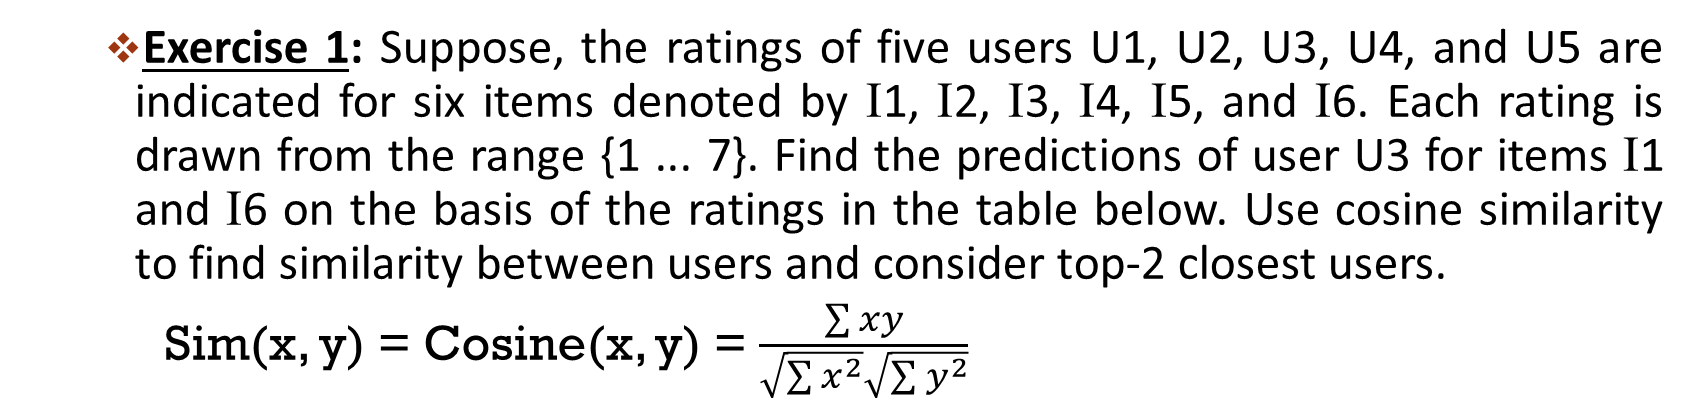 ❖Exercise 1: Suppose, the ratings of five users U1, U2, U3, U4, and U5 are
indicated for six items denoted by I1, I2, I3, I4, I5, and I6. Each rating is
drawn from the range {1 ... 7}. Find the predictions of user U3 for items I1
and I6 on the basis of the ratings in the table below. Use cosine similarity
to find similarity between users and consider top-2 closest users.
Sim(x, y) = Cosine(x, y) = ∑ xy / √∑ x² √∑ y²